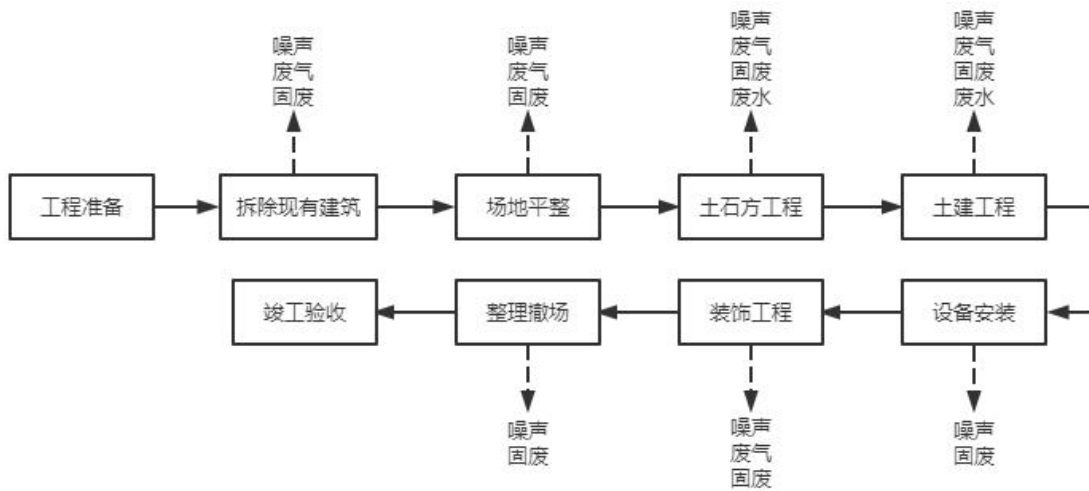 噪声
废气
固废
噪声
废气
固废
噪声
废气
固废
废水
噪声
废气
固废
废水
工程准备
拆除现有建筑
场地平整
土石方工程
土建工程
竣工验收
整理撤场
装饰工程
设备安装
噪声
固废
噪声
废气
固废
噪声
固废